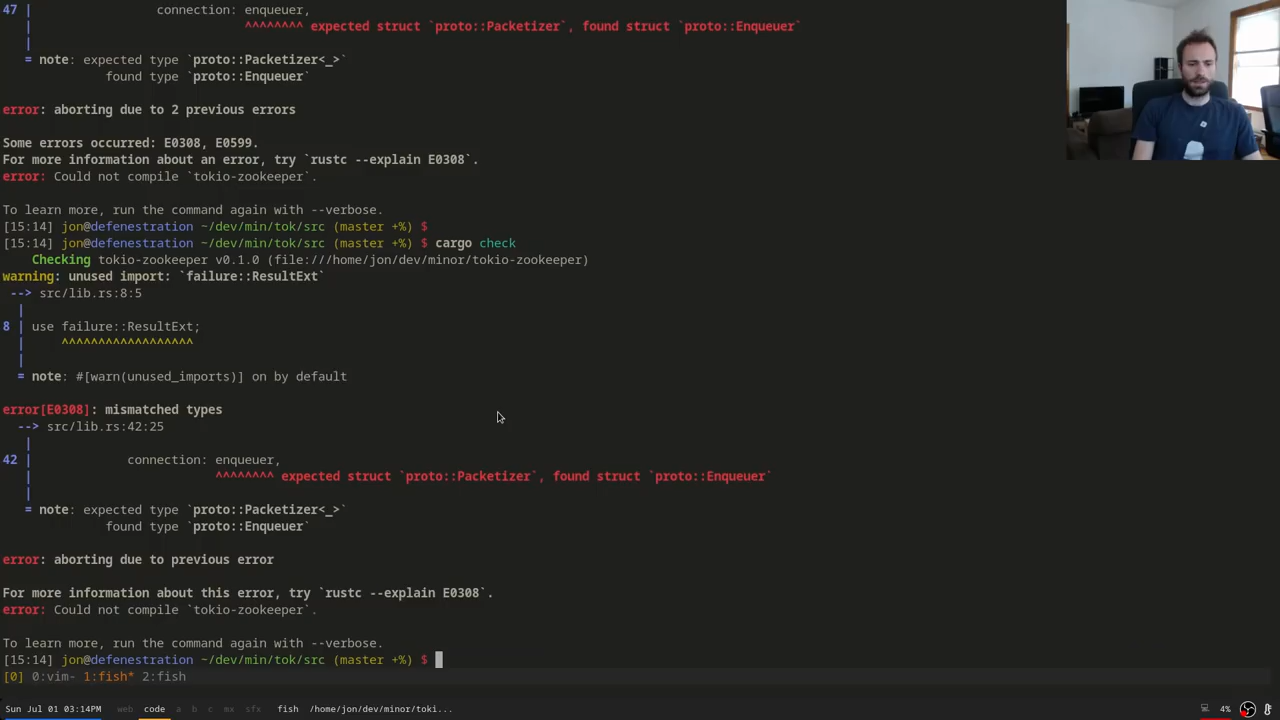 47 |                 connection: enqueuer,
   |                             ^^^^^^^^ expected struct `proto::Packetizer`, found struct `proto::Enqueuer`
   |
   = note: expected type `proto::Packetizer<_>`
              found type `proto::Enqueuer`
error: aborting due to 2 previous errors
Some errors occurred: E0308, E0599.
For more information about an error, try `rustc --explain E0308`.
error: Could not compile `tokio-zookeeper`.
To learn more, run the command again with --verbose.
[15:14] jon@defenestration ~/dev/min/tok/src (master +%) $
[15:14] jon@defenestration ~/dev/min/tok/src (master +%) $ cargo check
    Checking tokio-zookeeper v0.1.0 (file:///home/jon/dev/minor/tokio-zookeeper)
warning: unused import: `failure::ResultExt`
 --> src/lib.rs:8:5
  |
8 | use failure::ResultExt;
  |     ^^^^^^^^^^^^^^^^^^
  |
  = note: #[warn(unused_imports)] on by default
error[E0308]: mismatched types
  --> src/lib.rs:42:25
   |
42 |             connection: enqueuer,
   |                         ^^^^^^^^ expected struct `proto::Packetizer`, found struct `proto::Enqueuer`
   |
   = note: expected type `proto::Packetizer<_>`
              found type `proto::Enqueuer`
error: aborting due to previous error
For more information about this error, try `rustc --explain E0308`.
error: Could not compile `tokio-zookeeper`.
To learn more, run the command again with --verbose.
[15:14] jon@defenestration ~/dev/min/tok/src (master +%) $
[0] 0:vim- 1:fish* 2:fish
Sun Jul 01 03:14PM web code a b c mx sfx fish /home/jon/dev/minor/toki... 4%